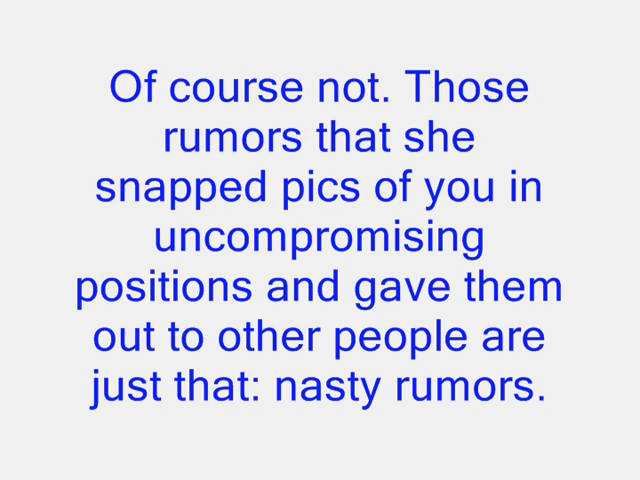 Of course not. Those
rumors that she
snapped pics of you in
uncompromising
positions and gave them
out to other people are
just that: nasty rumors.